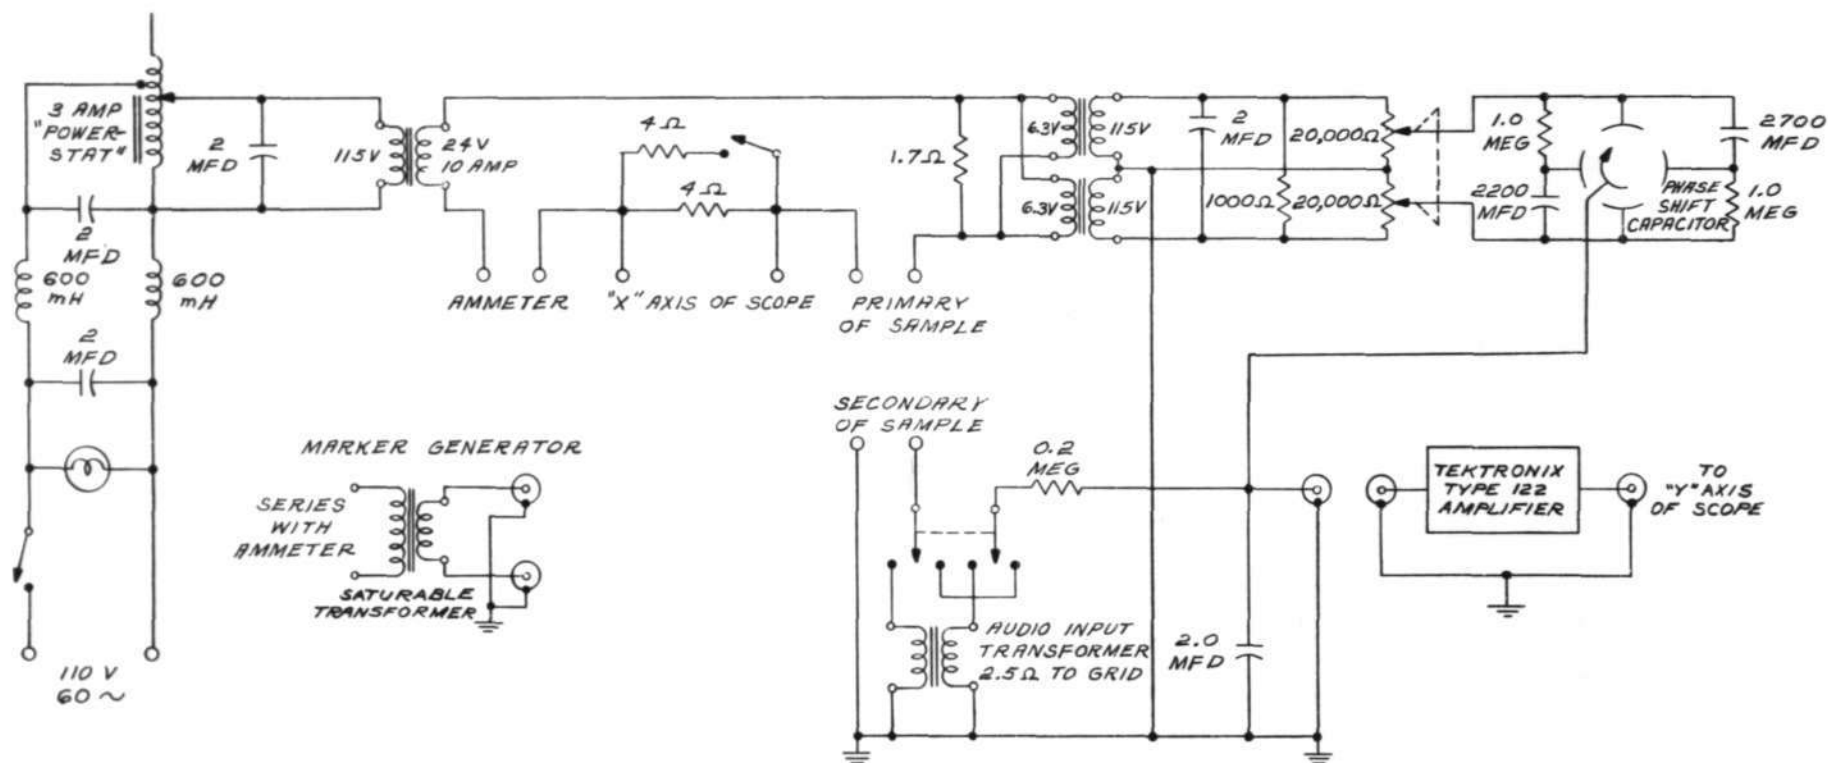 3 AMP
"POWER-
STAT"
2
MFD
115V
24V
10 AMP
4Ω
4Ω
1.7Ω
6.3V
115V
6.3V
115V
2
MFD
1000Ω
20,000Ω
20,000Ω
1.0
MEG
2200
MFD
PHASE
SHIFT
CAPACITOR
2700
MFD
1.0
MEG
2
MFD
600
mH
600
mH
AMMETER
"X" AXIS OF SCOPE
PRIMARY
OF SAMPLE
2
MFD
SECONDARY
OF SAMPLE
MARKER GENERATOR
SERIES
WITH
AMMETER
SATURABLE
TRANSFORMER
0.2
MEG
TEKTRONIX
TYPE 122
AMPLIFIER
TO
"Y" AXIS
OF SCOPE
AUDIO INPUT
TRANSFORMER
2.5Ω TO GRID
2.0
MFD
110 V
60 ~